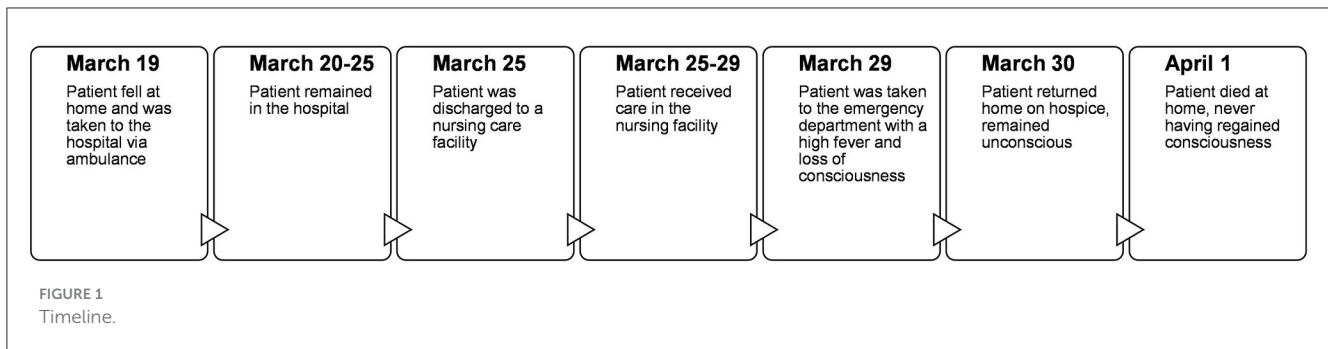 March 19
Patient fell at
home and was
taken to the
hospital via
ambulance
March 20-25
Patient remained
in the hospital
March 25
Patient was
discharged to a
nursing care
facility
March 25-29
Patient received
care in the
nursing facility
March 29
Patient was taken
to the emergency
department with a
high fever and
loss of
consciousness
March 30
Patient returned
home on hospice,
remained
unconscious
April 1
Patient died at
home, never
having regained
consciousness
FIGURE 1
Timeline.